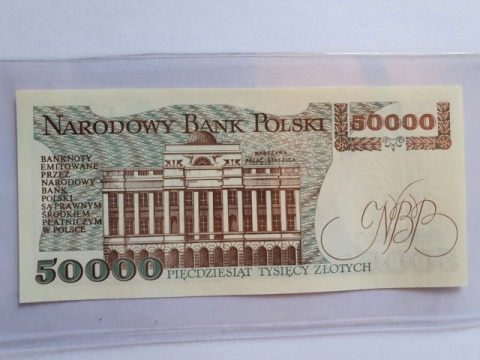 NARODOWY BANK POLSKI
50000
BANKNOTY
EMITOWANE
PRZEZ
NARODOWY
BANK
POLSKI
SĄ PRAWNYM
ŚRODKIEM
PŁATNICZYM
W POLSCE
WARSZAWA
PAŁAC STASZICA
NBP
50000 PIĘĆDZIESIĄT TYSIĘCY ZŁOTYCH